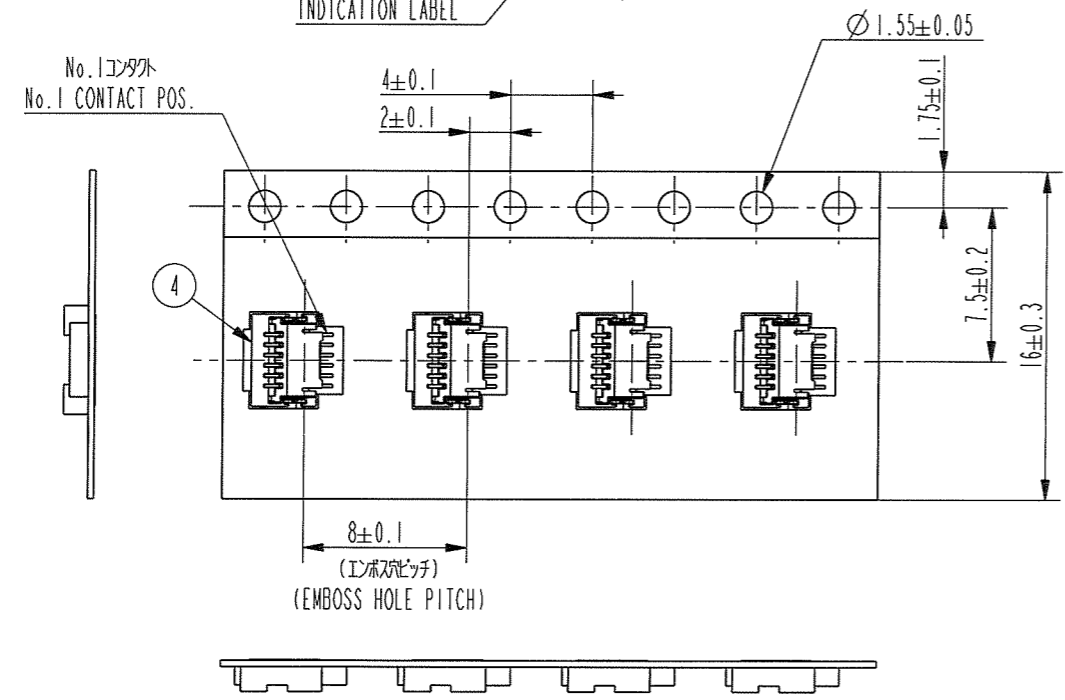 INDICATION LABEL
∅1.55±0.05
No.1コンタクト
No.1 CONTACT POS.
4±0.1
2±0.1
1.75±0.1
4
7.5±0.2
16±0.3
8±0.1
(エンボス穴ピッチ)
(EMBOSS HOLE PITCH)